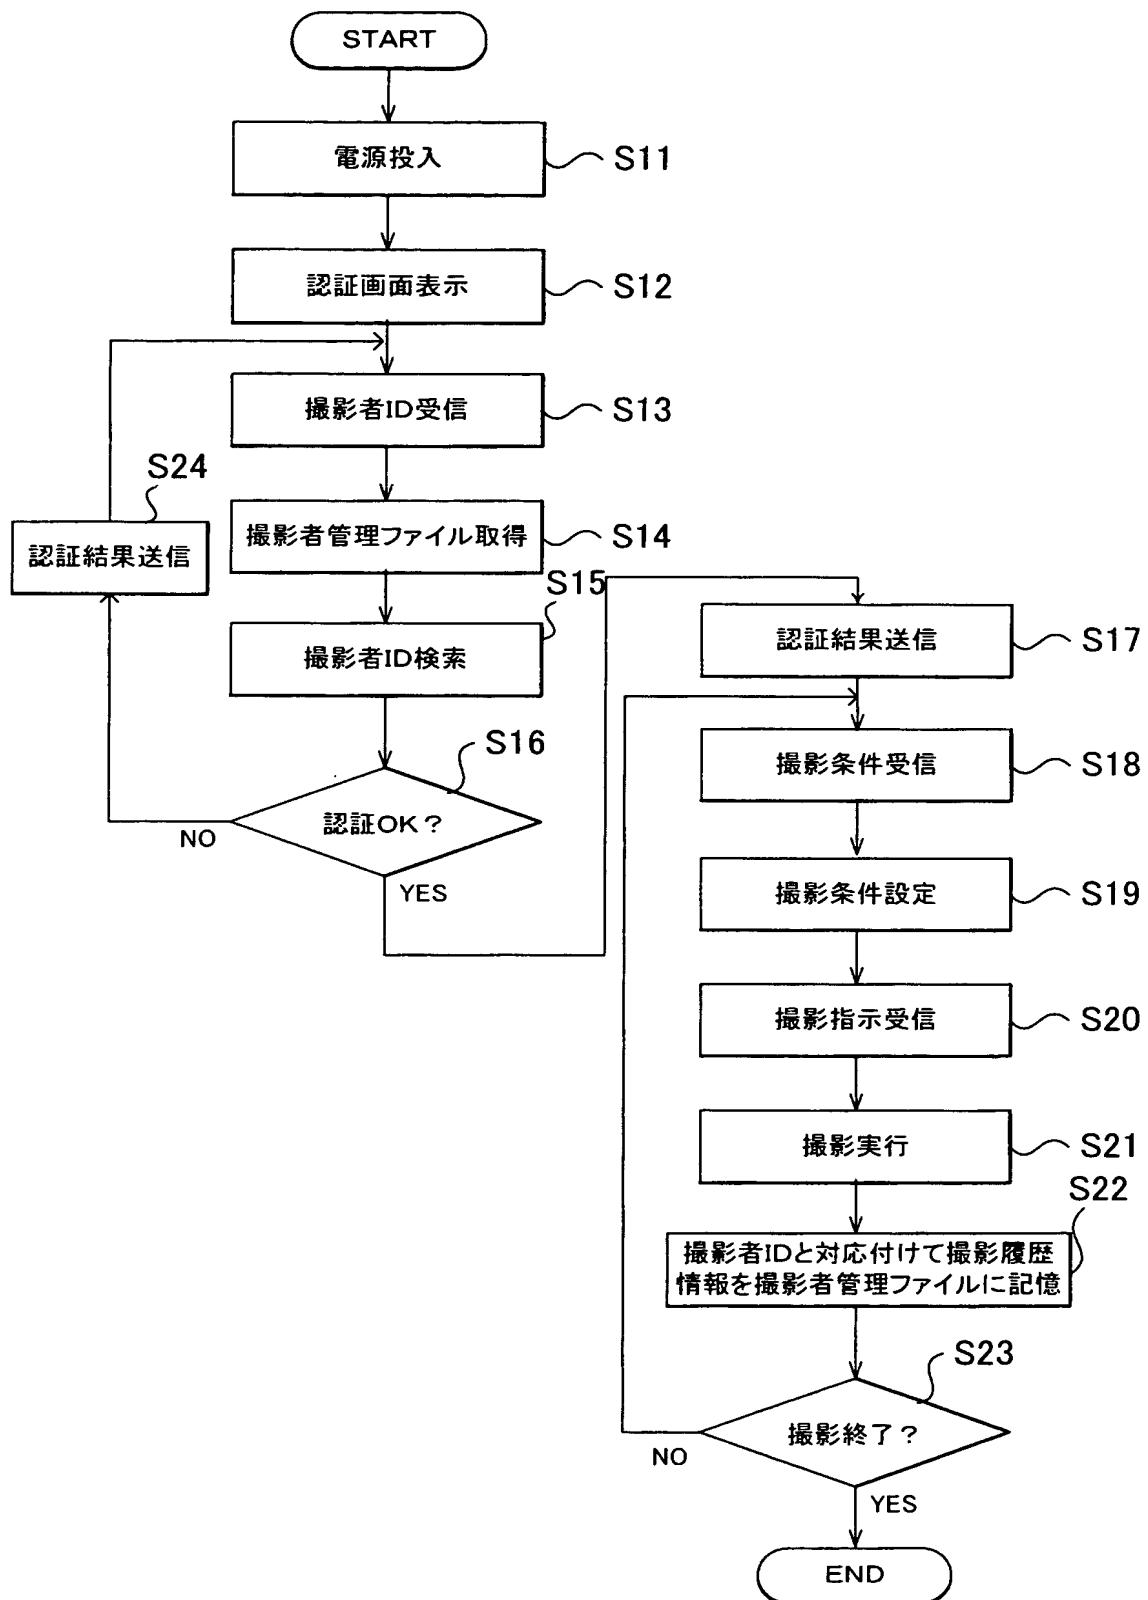 START
電源投入
S11
認証画面表示
S12
撮影者ID受信
S13
S24
認証結果送信
撮影者管理ファイル取得
S14
S15
撮影者ID検索
S16
認証OK?
NO
YES
認証結果送信
S17
撮影条件受信
S18
撮影条件設定
S19
撮影指示受信
S20
撮影実行
S21
S22
撮影者IDと対応付けて撮影履歴
情報を撮影者管理ファイルに記憶
S23
撮影終了?
NO
YES
END